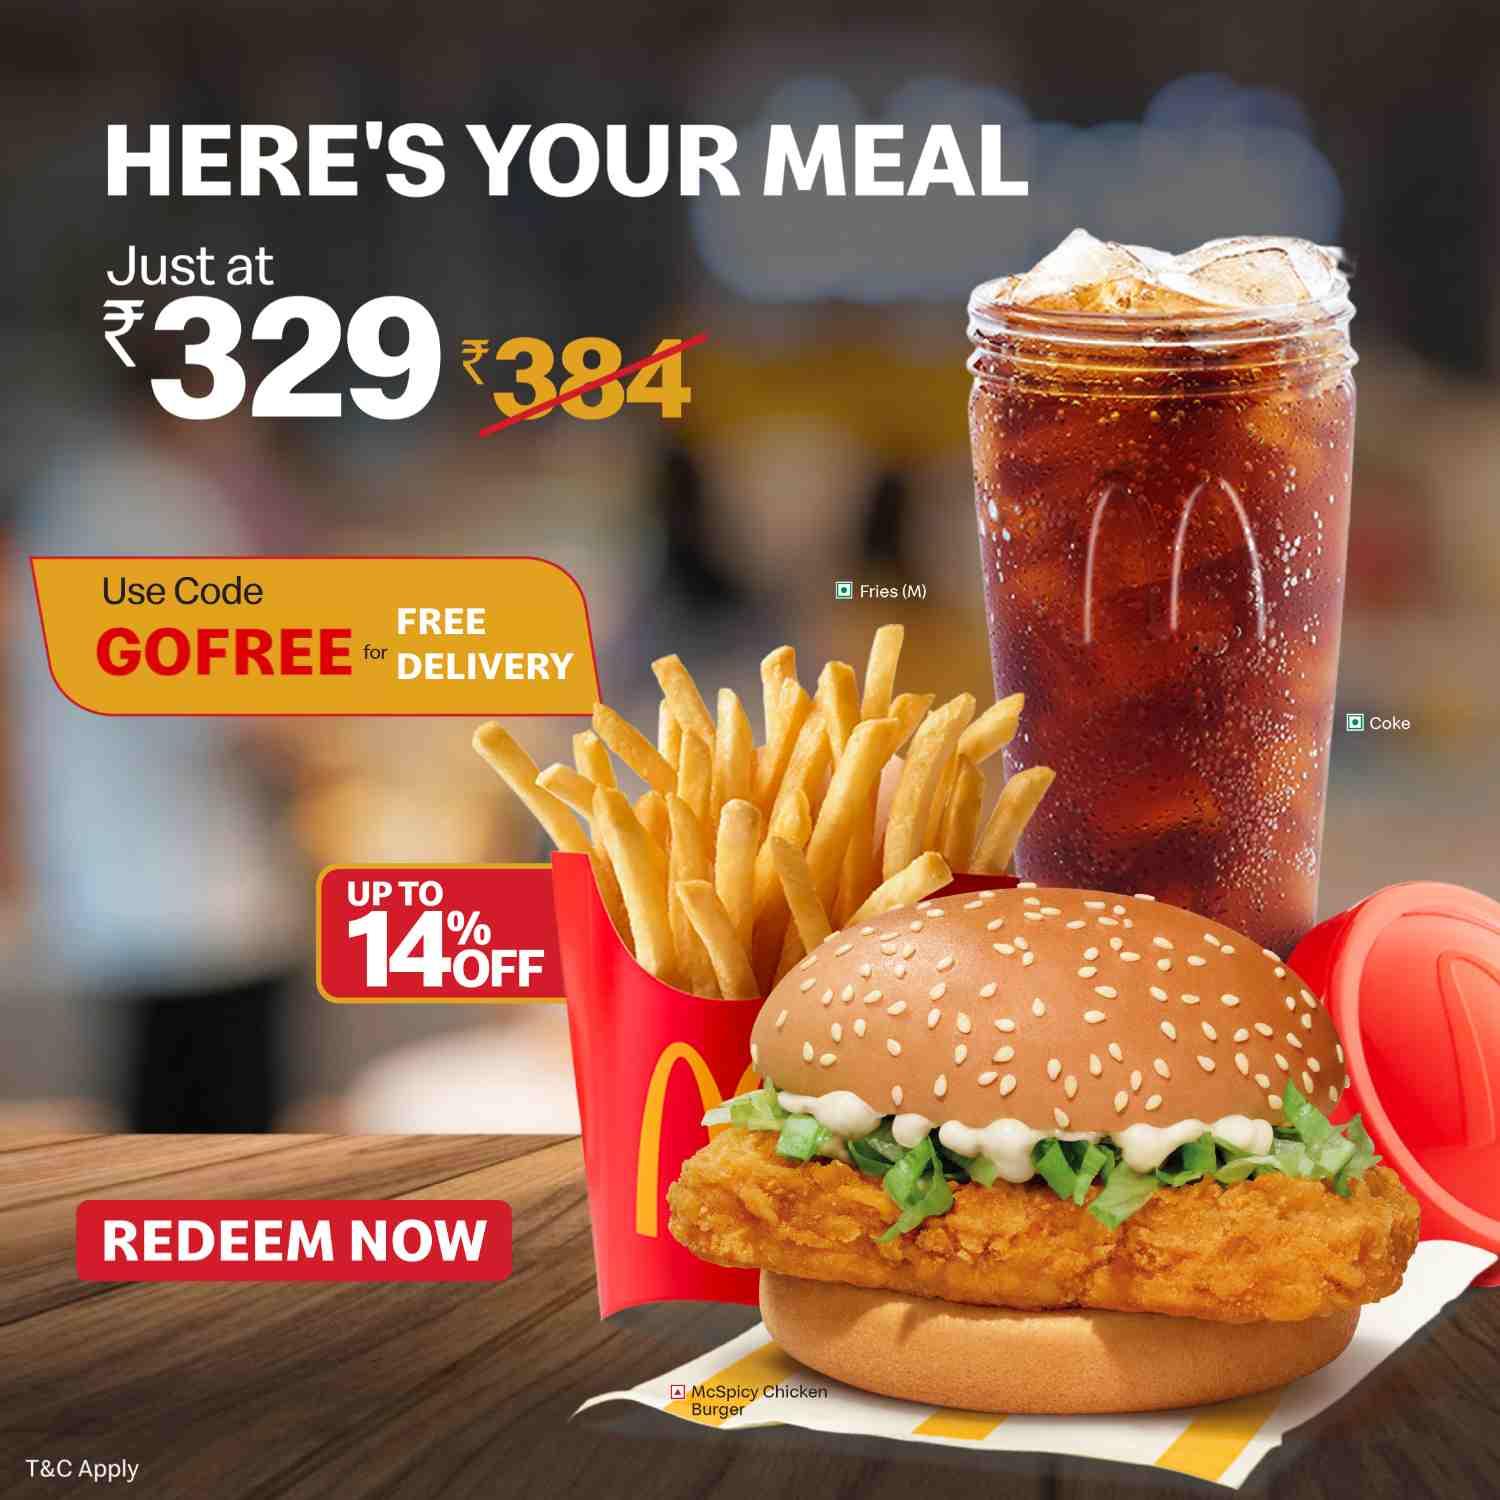 HERE'S YOUR MEAL
Just at
₹329 ₹384
Use Code
GOFREE for FREE DELIVERY
Fries (M)
Coke
UP TO
14% OFF
REDEEM NOW
McSpicy Chicken
Burger
T&C Apply